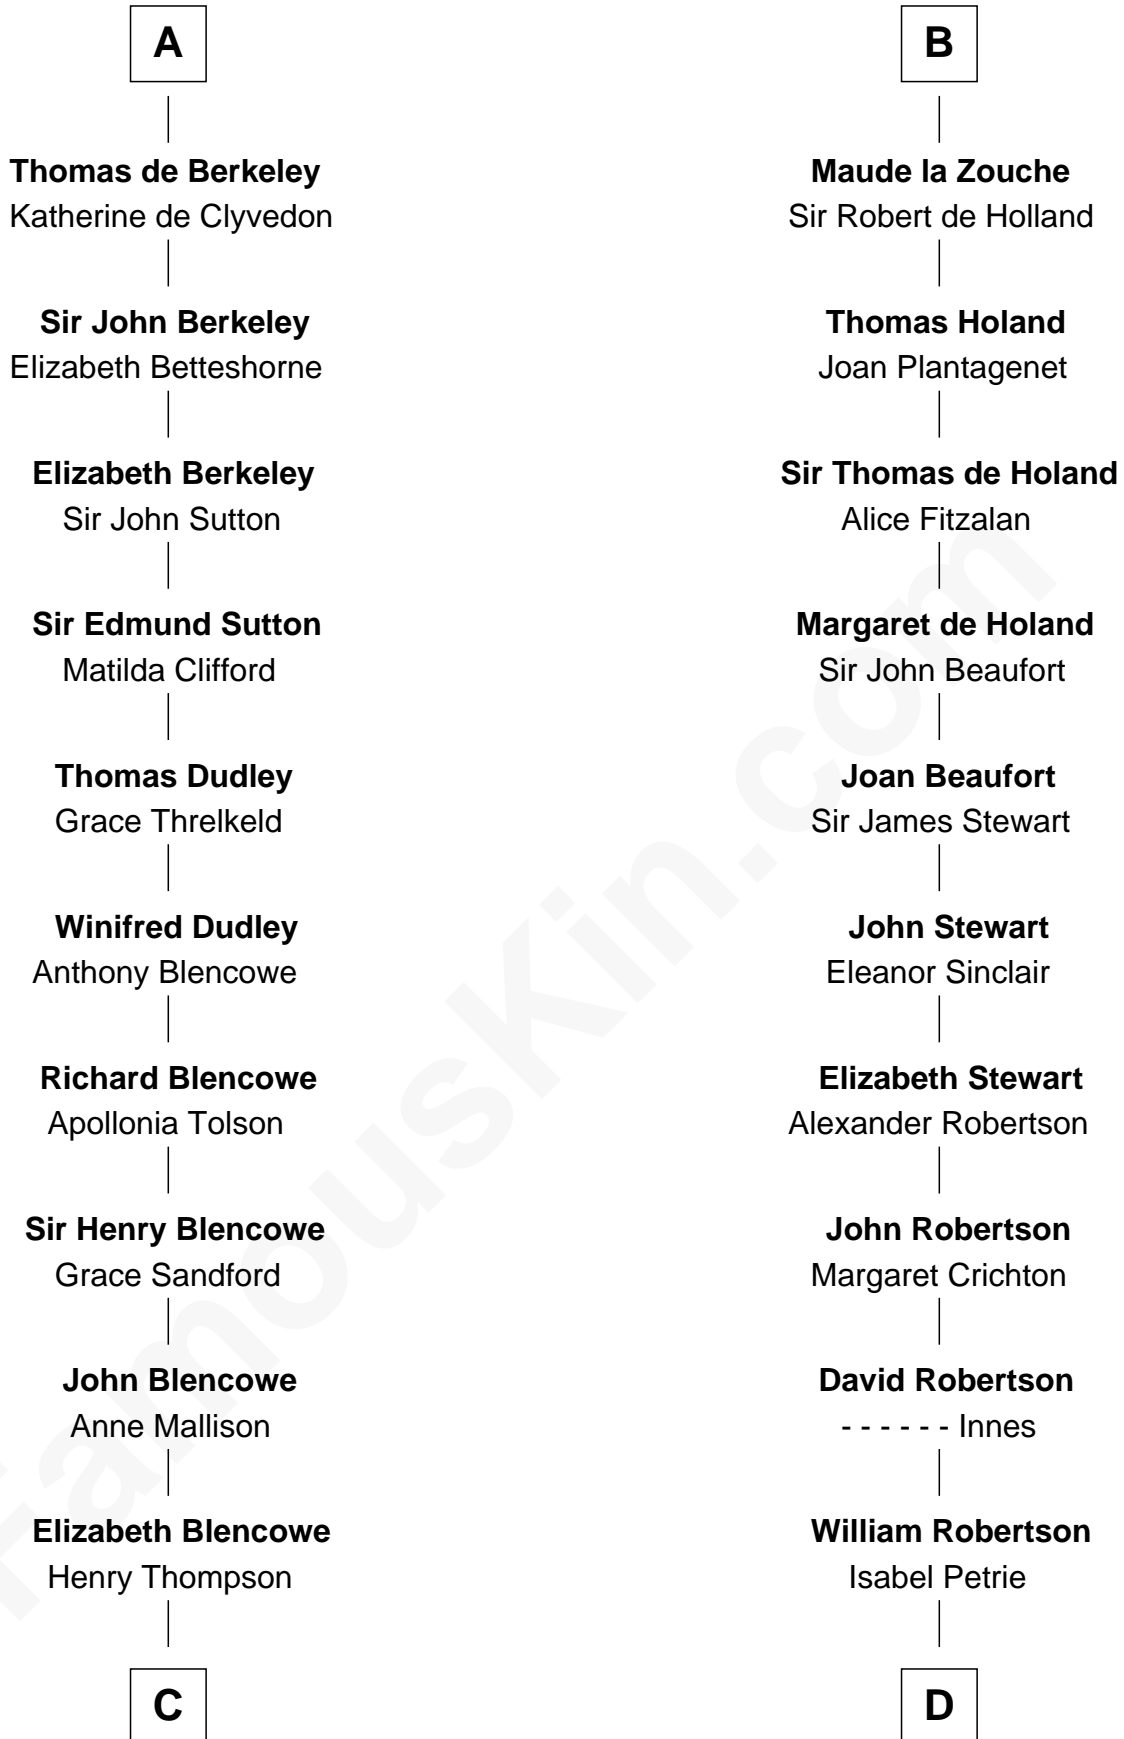 A
Thomas de Berkeley
Katherine de Clyvedon
Sir John Berkeley
Elizabeth Betteshorne
Elizabeth Berkeley
Sir John Sutton
Sir Edmund Sutton
Matilda Clifford
Thomas Dudley
Grace Threlkeld
Winifred Dudley
Anthony Blencowe
Richard Blencowe
Apollonia Tolson
Sir Henry Blencowe
Grace Sandford
John Blencowe
Anne Mallison
Elizabeth Blencowe
Henry Thompson
C
B
Maude la Zouche
Sir Robert de Holland
Thomas Holand
Joan Plantagenet
Sir Thomas de Holand
Alice Fitzalan
Margaret de Holand
Sir John Beaufort
Joan Beaufort
Sir James Stewart
John Stewart
Eleanor Sinclair
Elizabeth Stewart
Alexander Robertson
John Robertson
Margaret Crichton
David Robertson
- - - - - - Innes
William Robertson
Isabel Petrie
D
FamousKin.com